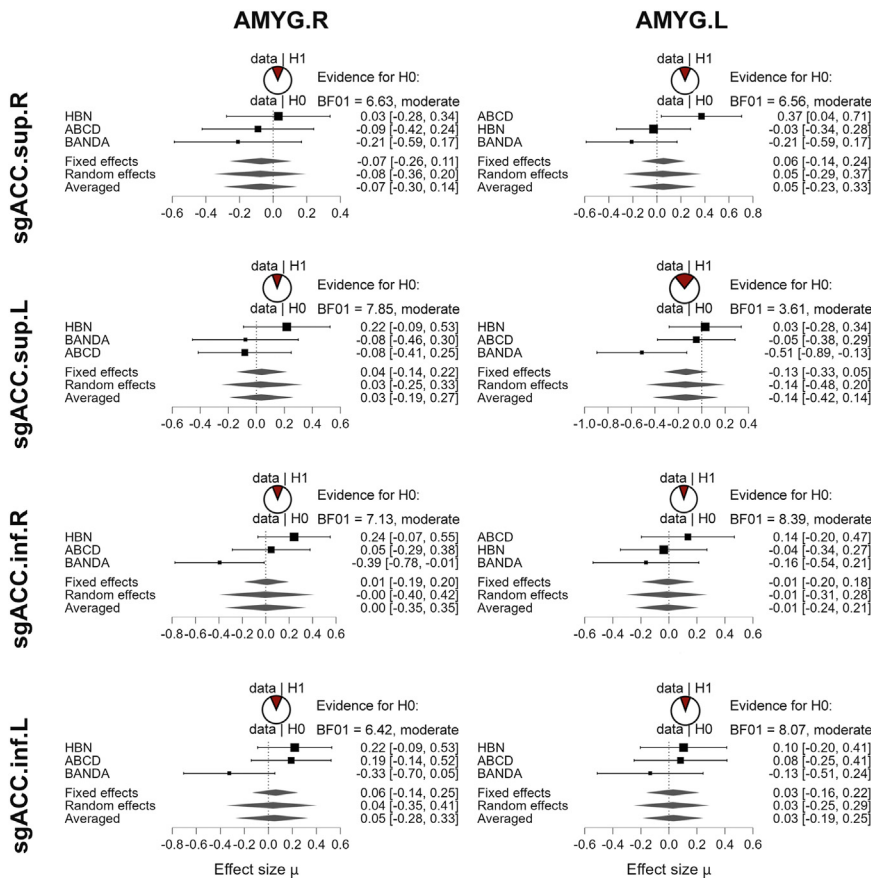 AMYG.R
AMYG.L
sgACC.sup.R
data | H1
Evidence for H0:
data | H0
BF01 = 6.63, moderate
HBN 0.03 [-0.28, 0.34]
ABCD -0.09 [-0.42, 0.24]
BANDA -0.21 [-0.59, 0.17]
Fixed effects -0.07 [-0.26, 0.11]
Random effects -0.08 [-0.36, 0.20]
Averaged -0.07 [-0.30, 0.14]
-0.6 -0.4 -0.2 0.0 0.2 0.4
data | H1
Evidence for H0:
data | H0
BF01 = 6.56, moderate
ABCD 0.37 [0.04, 0.71]
HBN -0.03 [-0.34, 0.28]
BANDA -0.21 [-0.59, 0.17]
Fixed effects 0.06 [-0.14, 0.24]
Random effects 0.05 [-0.29, 0.37]
Averaged 0.05 [-0.23, 0.33]
-0.6 -0.4 -0.2 0.0 0.2 0.4 0.6 0.8
sgACC.sup.L
data | H1
Evidence for H0:
data | H0
BF01 = 7.85, moderate
HBN 0.22 [-0.09, 0.53]
BANDA -0.08 [-0.46, 0.30]
ABCD -0.08 [-0.41, 0.25]
Fixed effects 0.04 [-0.14, 0.22]
Random effects 0.03 [-0.25, 0.33]
Averaged 0.03 [-0.19, 0.27]
-0.6 -0.4 -0.2 0.0 0.2 0.4 0.6
data | H1
Evidence for H0:
data | H0
BF01 = 3.61, moderate
HBN 0.03 [-0.28, 0.34]
ABCD -0.05 [-0.38, 0.29]
BANDA -0.51 [-0.89, -0.13]
Fixed effects -0.13 [-0.33, 0.05]
Random effects -0.14 [-0.48, 0.20]
Averaged -0.14 [-0.42, 0.14]
-1.0 -0.8 -0.6 -0.4 -0.2 0.0 0.2 0.4
sgACC.inf.R
data | H1
Evidence for H0:
data | H0
BF01 = 7.13, moderate
HBN 0.24 [-0.07, 0.55]
ABCD 0.05 [-0.29, 0.38]
BANDA -0.39 [-0.78, -0.01]
Fixed effects 0.01 [-0.19, 0.20]
Random effects -0.00 [-0.40, 0.42]
Averaged 0.00 [-0.35, 0.35]
-0.8 -0.6 -0.4 -0.2 0.0 0.2 0.4 0.6
data | H1
Evidence for H0:
data | H0
BF01 = 8.39, moderate
ABCD 0.14 [-0.20, 0.47]
HBN -0.04 [-0.34, 0.27]
BANDA -0.16 [-0.54, 0.21]
Fixed effects -0.01 [-0.20, 0.18]
Random effects -0.01 [-0.31, 0.28]
Averaged -0.01 [-0.24, 0.21]
-0.6 -0.4 -0.2 0.0 0.2 0.4 0.6
sgACC.inf.L
data | H1
Evidence for H0:
data | H0
BF01 = 6.42, moderate
HBN 0.22 [-0.09, 0.53]
ABCD 0.19 [-0.14, 0.52]
BANDA -0.33 [-0.70, 0.05]
Fixed effects 0.06 [-0.14, 0.25]
Random effects 0.04 [-0.35, 0.41]
Averaged 0.05 [-0.28, 0.33]
-0.8 -0.6 -0.4 -0.2 0.0 0.2 0.4 0.6
Effect size μ
data | H1
Evidence for H0:
data | H0
BF01 = 8.07, moderate
HBN 0.10 [-0.20, 0.41]
ABCD 0.08 [-0.25, 0.41]
BANDA -0.13 [-0.51, 0.24]
Fixed effects 0.03 [-0.16, 0.22]
Random effects 0.03 [-0.25, 0.29]
Averaged 0.03 [-0.19, 0.25]
-0.6 -0.4 -0.2 0.0 0.2 0.4 0.6
Effect size μ